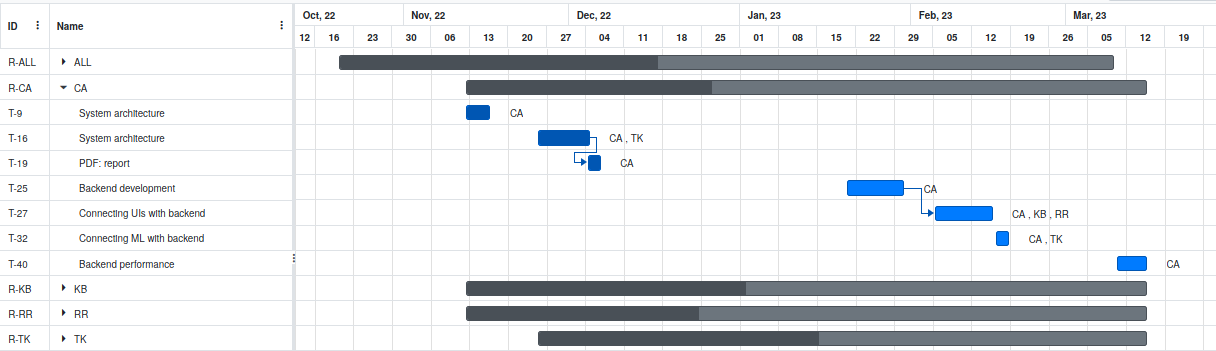 Oct, 22 Nov, 22 Dec, 22 Jan, 23 Feb, 23 Mar, 23
ID Name
12 16 23 30 06 13 20 27 04 11 18 25 01 08 15 22 29 05 12 19 26 05 12 19
R-ALL ALL
R-CA CA
T-9 System architecture CA
T-16 System architecture CA , TK
T-19 PDF: report CA
T-25 Backend development CA
T-27 Connecting UIs with backend CA , KB , RR
T-32 Connecting ML with backend CA , TK
T-40 Backend performance CA
R-KB KB
R-RR RR
R-TK TK